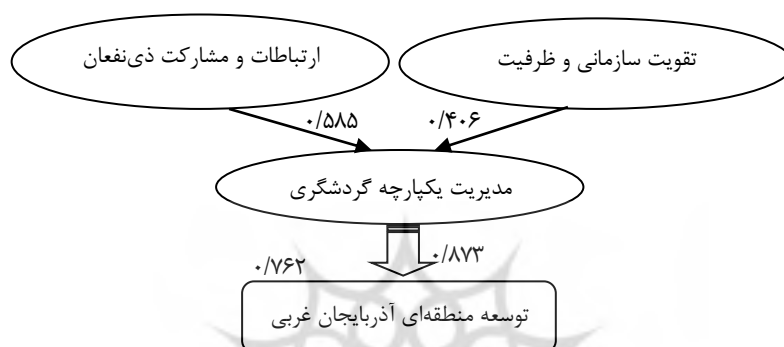 تقویت سازمانی و ظرفیت
ارتباطات و مشارکت ذی‌نفعان
۰/۴۰۶
۰/۵۸۵
مدیریت یکپارچه گردشگری
۰/۸۷۳
۰/۷۶۲
توسعه منطقه‌ای آذربایجان غربی